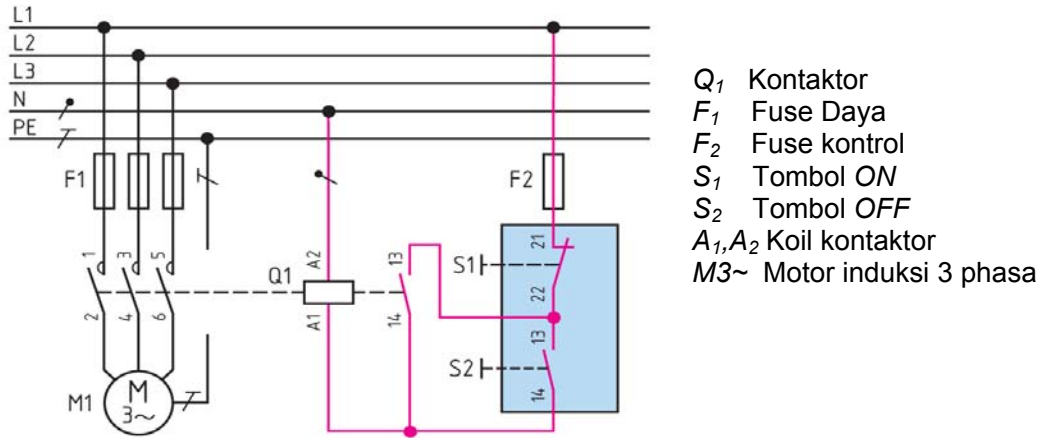 L1
L2
L3
N
PE
F1
F2
1 3 5
2 4 6
Q1
A2
A1
13
14
S1
21
22
S2
13
14
M1
M
3~
Q1 Kontaktor
F1 Fuse Daya
F2 Fuse kontrol
S1 Tombol ON
S2 Tombol OFF
A1,A2 Koil kontaktor
M3~ Motor induksi 3 phasa